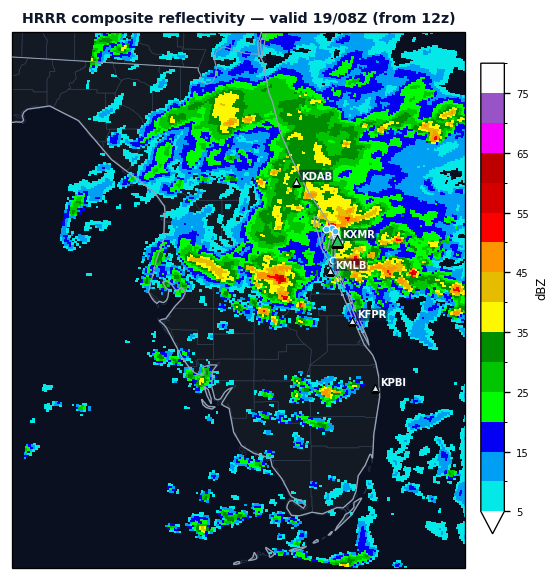 HRRR composite reflectivity — valid 19/08Z (from 12z)
KDAB
KXMR
KMLB
KFPR
KPBI
75
65
55
45
35
25
15
5
dBZ